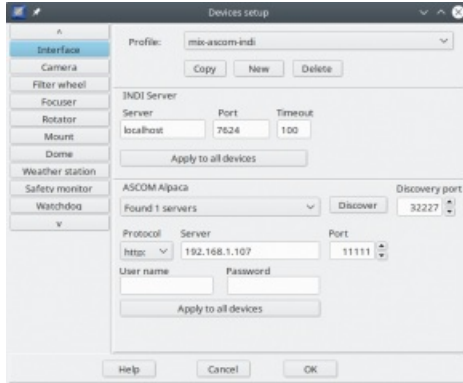 Devices setup
^
Interface
Camera
Filter wheel
Focuser
Rotator
Mount
Dome
Weather station
Safety monitor
Watchdog
v
Profile: mix-ascom-indi
Copy New Delete
INDI Server
Server Port Timeout
localhost 7624 100
Apply to all devices
ASCOM Alpaca Discovery port
Found 1 servers Discover 32227
Protocol Server Port
http: 192.168.1.107 11111
User name Password
Apply to all devices
Help Cancel OK